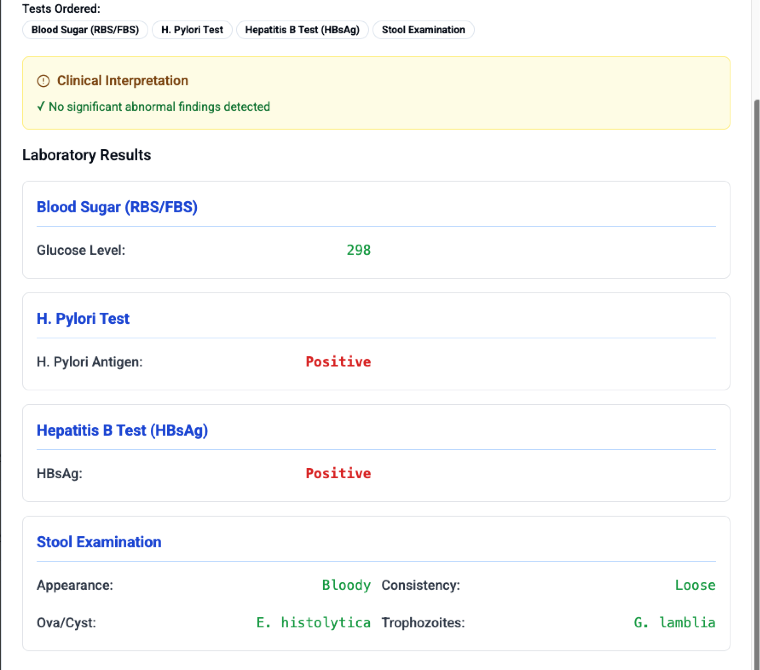 Tests Ordered:
Blood Sugar (RBS/FBS) H. Pylori Test Hepatitis B Test (HBsAg) Stool Examination
Clinical Interpretation
✓ No significant abnormal findings detected
Laboratory Results
Blood Sugar (RBS/FBS)
Glucose Level: 298
H. Pylori Test
H. Pylori Antigen: Positive
Hepatitis B Test (HBsAg)
HBsAg: Positive
Stool Examination
Appearance: Bloody Consistency: Loose
Ova/Cyst: E. histolytica Trophozoites: G. lamblia